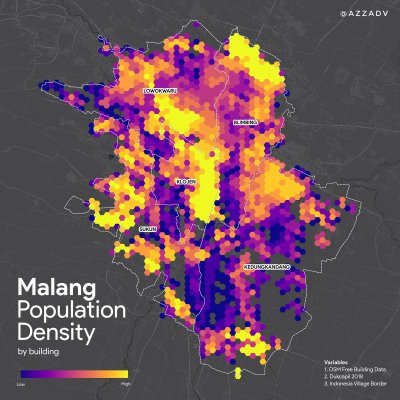 @AZZADV
LOWOKWARU
BLIMBING
KLOJEN
SUKUN
KEDUNGKANDANG
Malang
Population
Density
by building
Low
High
Variables
1. OSM Free Building Data
2. Dukcapil 2018
3. Indonesia Village Border